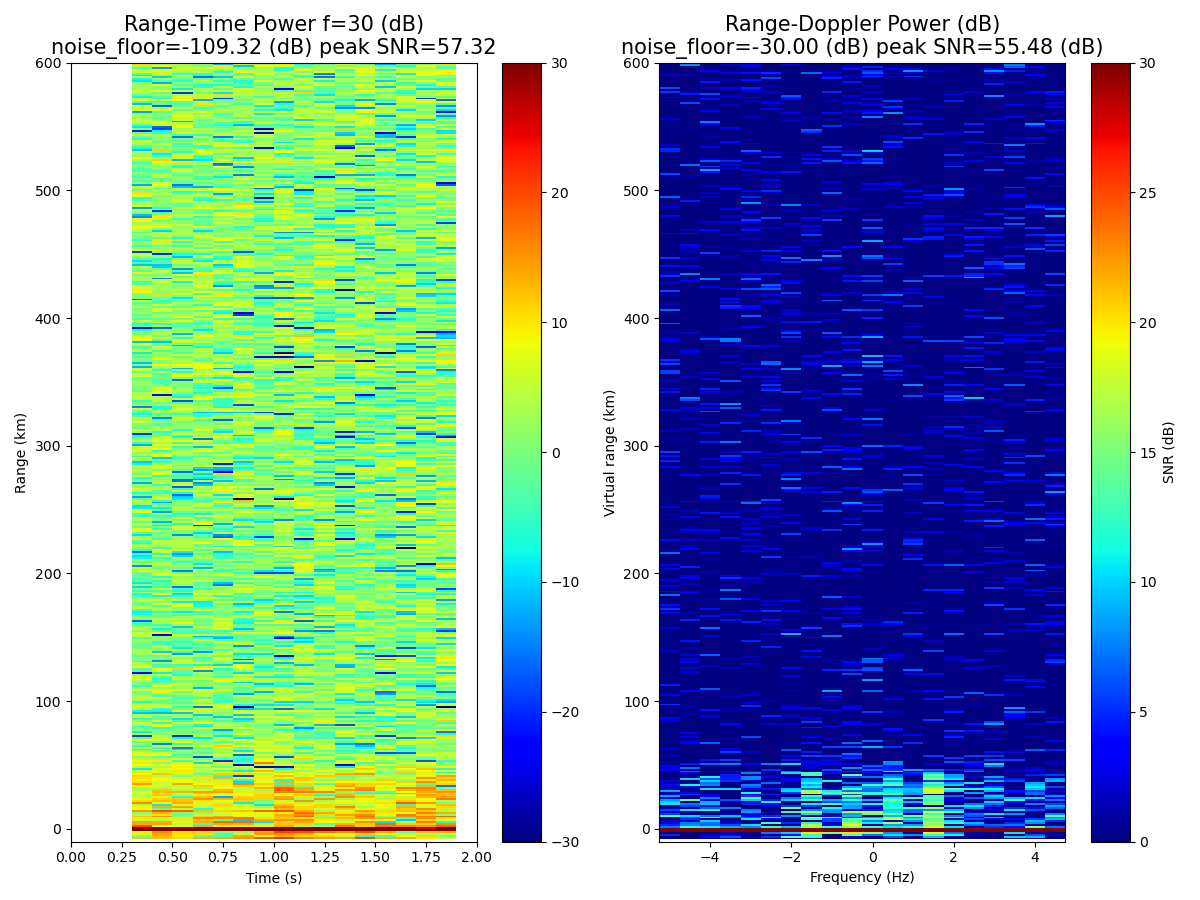 Range-Time Power f=30 (dB)
noise_floor=-109.32 (dB) peak SNR=57.32
600
500
400
300
200
100
0
Range (km)
0.00 0.25 0.50 0.75 1.00 1.25 1.50 1.75 2.00
Time (s)
30
20
10
0
−10
−20
−30
Range-Doppler Power (dB)
noise_floor=-30.00 (dB) peak SNR=55.48 (dB)
600
500
400
300
200
100
0
Virtual range (km)
−4 −2 0 2 4
Frequency (Hz)
30
25
20
15
10
5
0
SNR (dB)